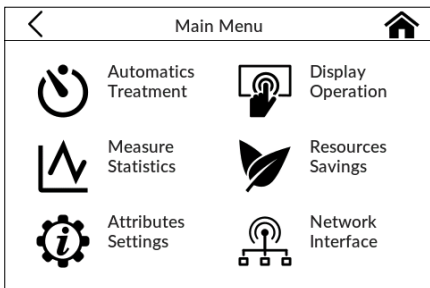 Main Menu
Automatics
Treatment
Display
Operation
Measure
Statistics
Resources
Savings
Attributes
Settings
Network
Interface